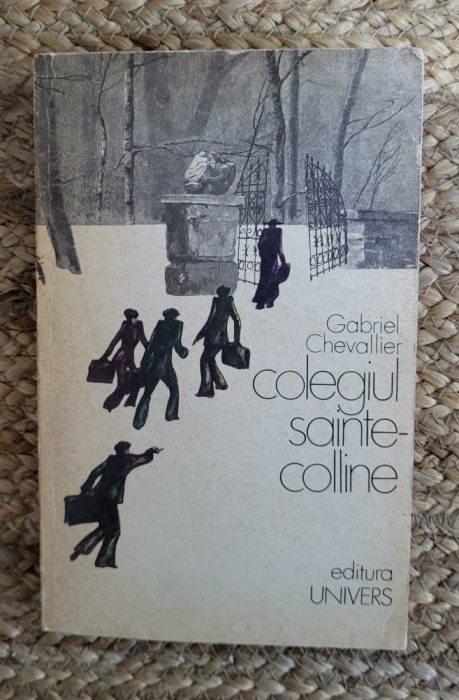 Gabriel
Chevallier
colegiul
sainte-
colline
editura
UNIVERS